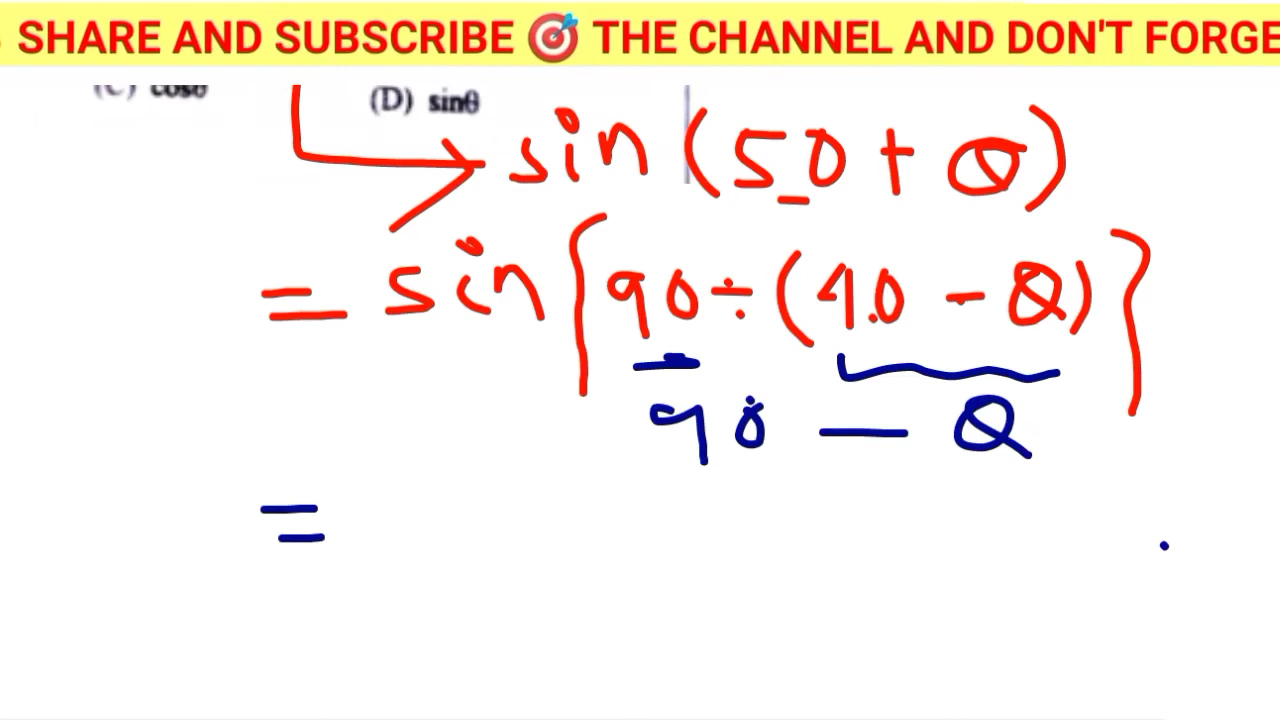 SHARE AND SUBSCRIBE 🎯 THE CHANNEL AND DON'T FORGE
(C) cosθ
(D) sinθ
sin (50 + θ)
= sin {90 ÷ (40 - θ)}
90 — θ
=